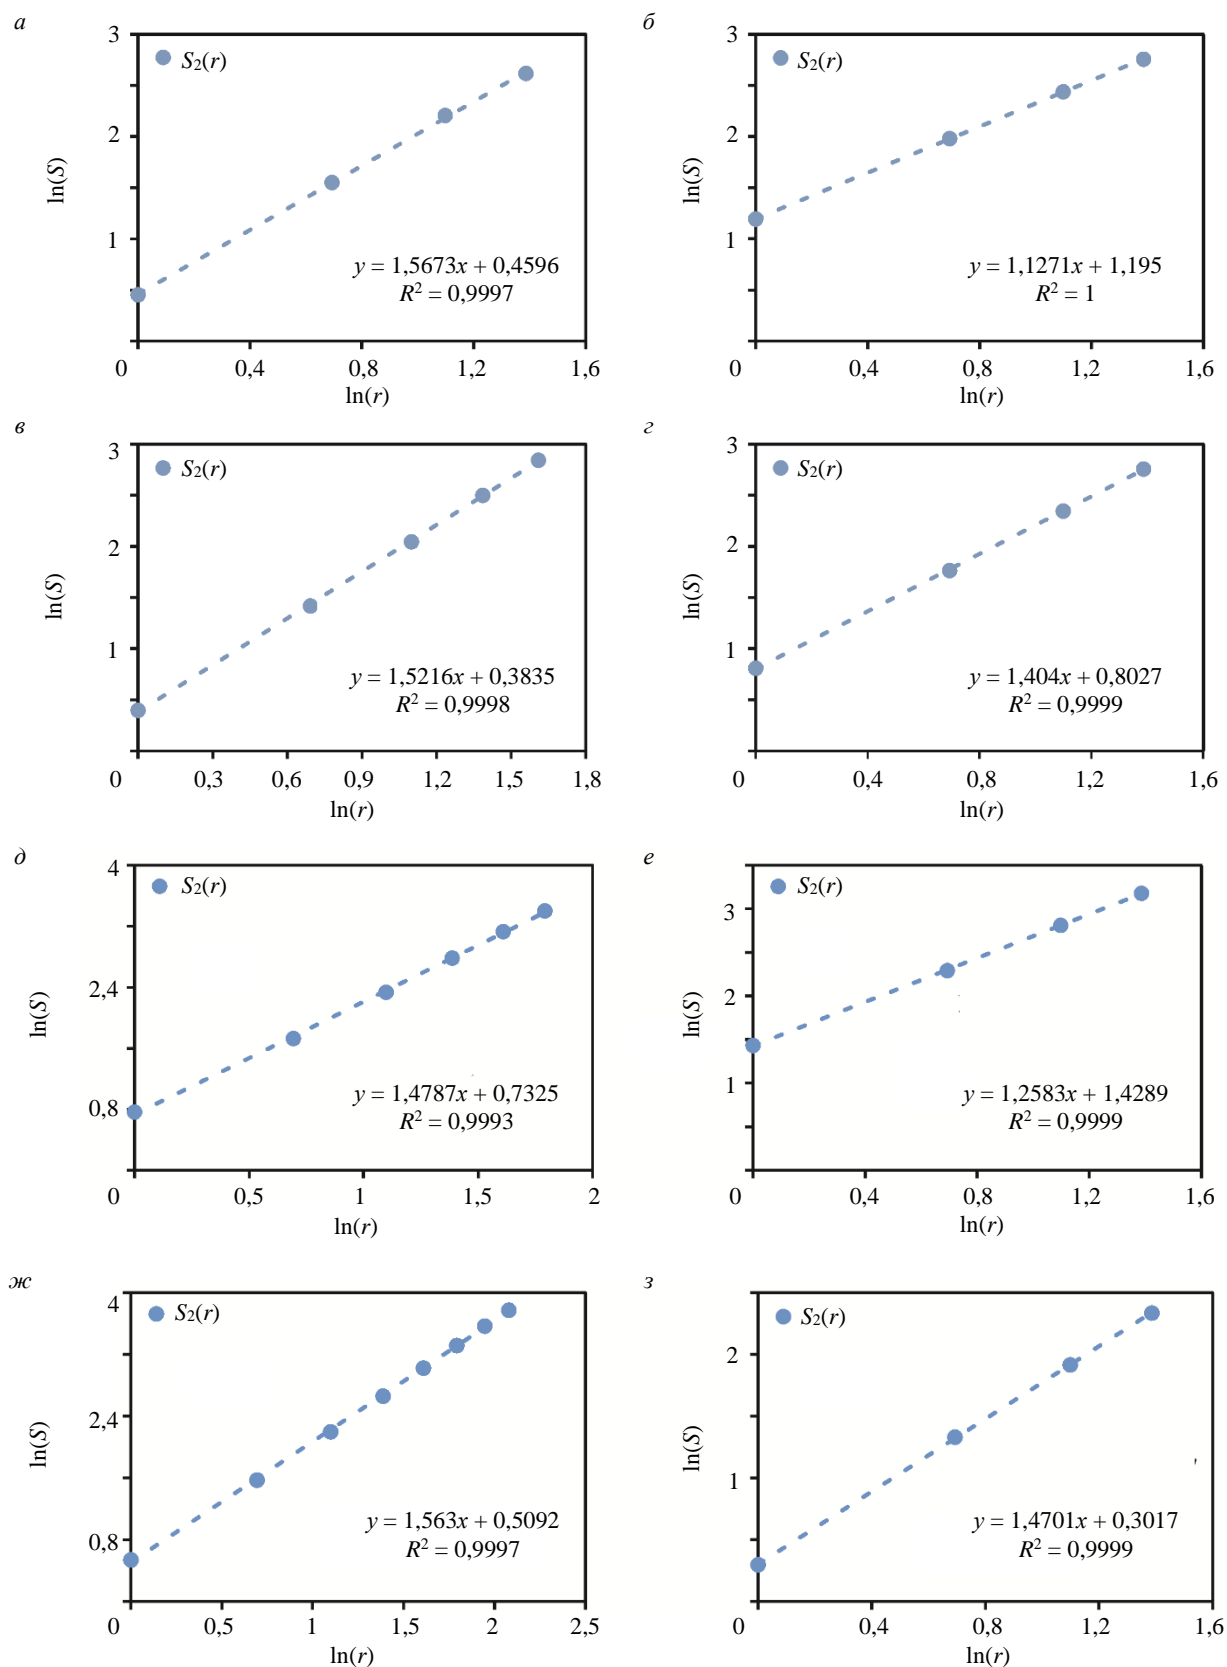 а
3
S₂(r)
2
ln(S)
1
y = 1,5673x + 0,4596
R² = 0,9997
0 0,4 0,8 1,2 1,6
ln(r)
б
3
S₂(r)
2
ln(S)
1
y = 1,1271x + 1,195
R² = 1
0 0,4 0,8 1,2 1,6
ln(r)
в
3
S₂(r)
2
ln(S)
1
y = 1,5216x + 0,3835
R² = 0,9998
0 0,3 0,6 0,9 1,2 1,5 1,8
ln(r)
г
3
S₂(r)
2
ln(S)
1
y = 1,404x + 0,8027
R² = 0,9999
0 0,4 0,8 1,2 1,6
ln(r)
д
4
S₂(r)
2,4
ln(S)
0,8
y = 1,4787x + 0,7325
R² = 0,9993
0 0,5 1 1,5 2
ln(r)
е
S₂(r)
3
2
ln(S)
1
y = 1,2583x + 1,4289
R² = 0,9999
0 0,4 0,8 1,2 1,6
ln(r)
ж
4
S₂(r)
2,4
ln(S)
0,8
y = 1,563x + 0,5092
R² = 0,9997
0 0,5 1 1,5 2 2,5
ln(r)
з
S₂(r)
2
ln(S)
1
y = 1,4701x + 0,3017
R² = 0,9999
0 0,4 0,8 1,2 1,6
ln(r)